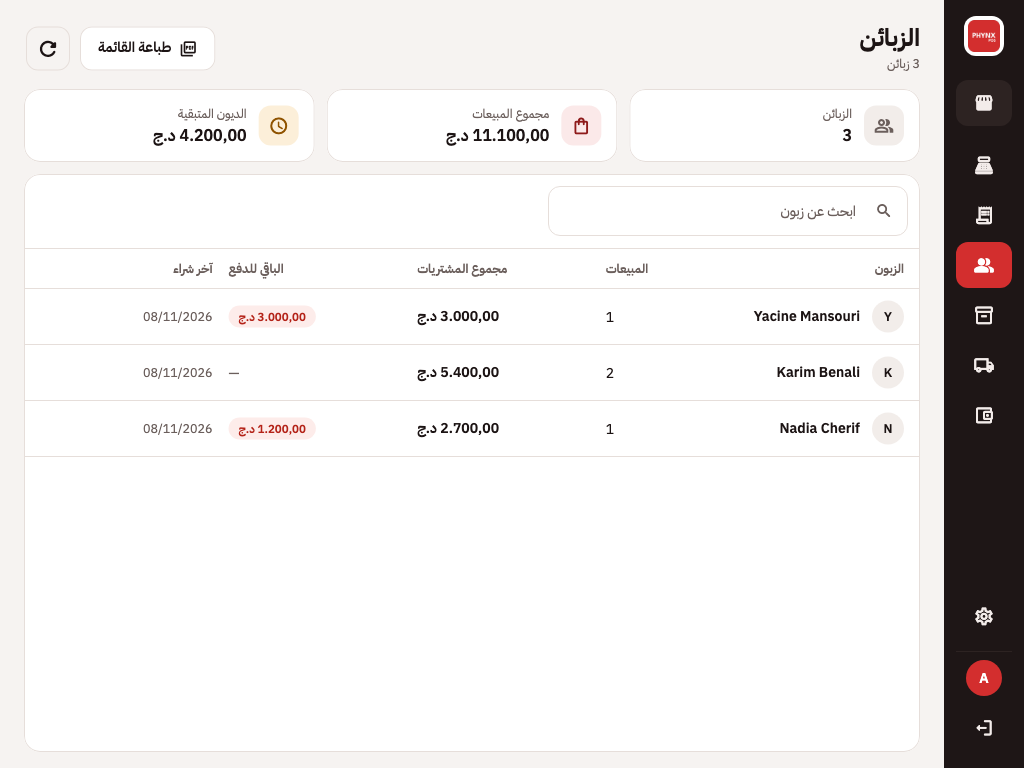 PHYNX
الزبائن
3 زبائن
طباعة القائمة
الزبائن
3
مجموع المبيعات
11.100,00 د.ج
الديون المتبقية
4.200,00 د.ج
ابحث عن زبون
الزبون المبيعات مجموع المشتريات الباقي للدفع آخر شراء
Y Yacine Mansouri 1 3.000,00 د.ج 3.000,00 د.ج 08/11/2026
K Karim Benali 2 5.400,00 د.ج — 08/11/2026
N Nadia Cherif 1 2.700,00 د.ج 1.200,00 د.ج 08/11/2026
A